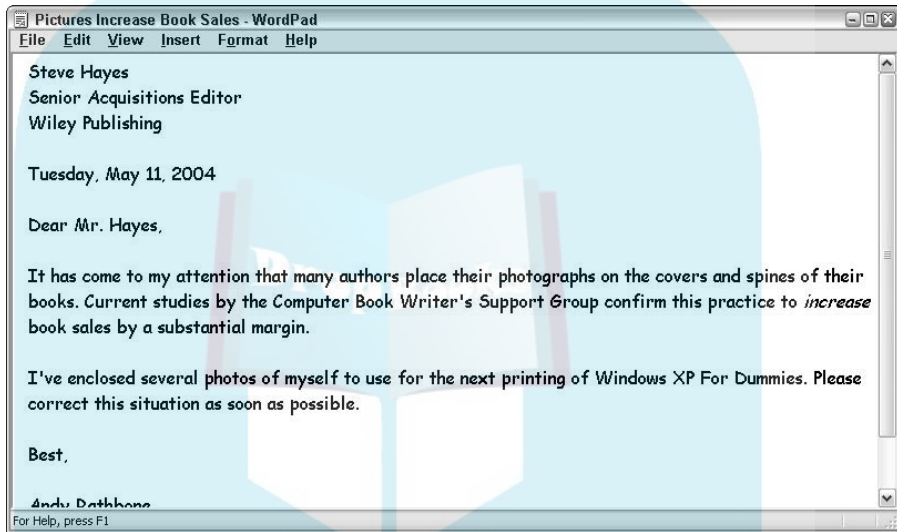 Pictures Increase Book Sales - WordPad
File Edit View Insert Format Help
Steve Hayes
Senior Acquisitions Editor
Wiley Publishing
Tuesday, May 11, 2004
Dear Mr. Hayes,
It has come to my attention that many authors place their photographs on the covers and spines of their
books. Current studies by the Computer Book Writer's Support Group confirm this practice to increase
book sales by a substantial margin.
I've enclosed several photos of myself to use for the next printing of Windows XP For Dummies. Please
correct this situation as soon as possible.
Best,
Andy Rathbone
For Help, press F1